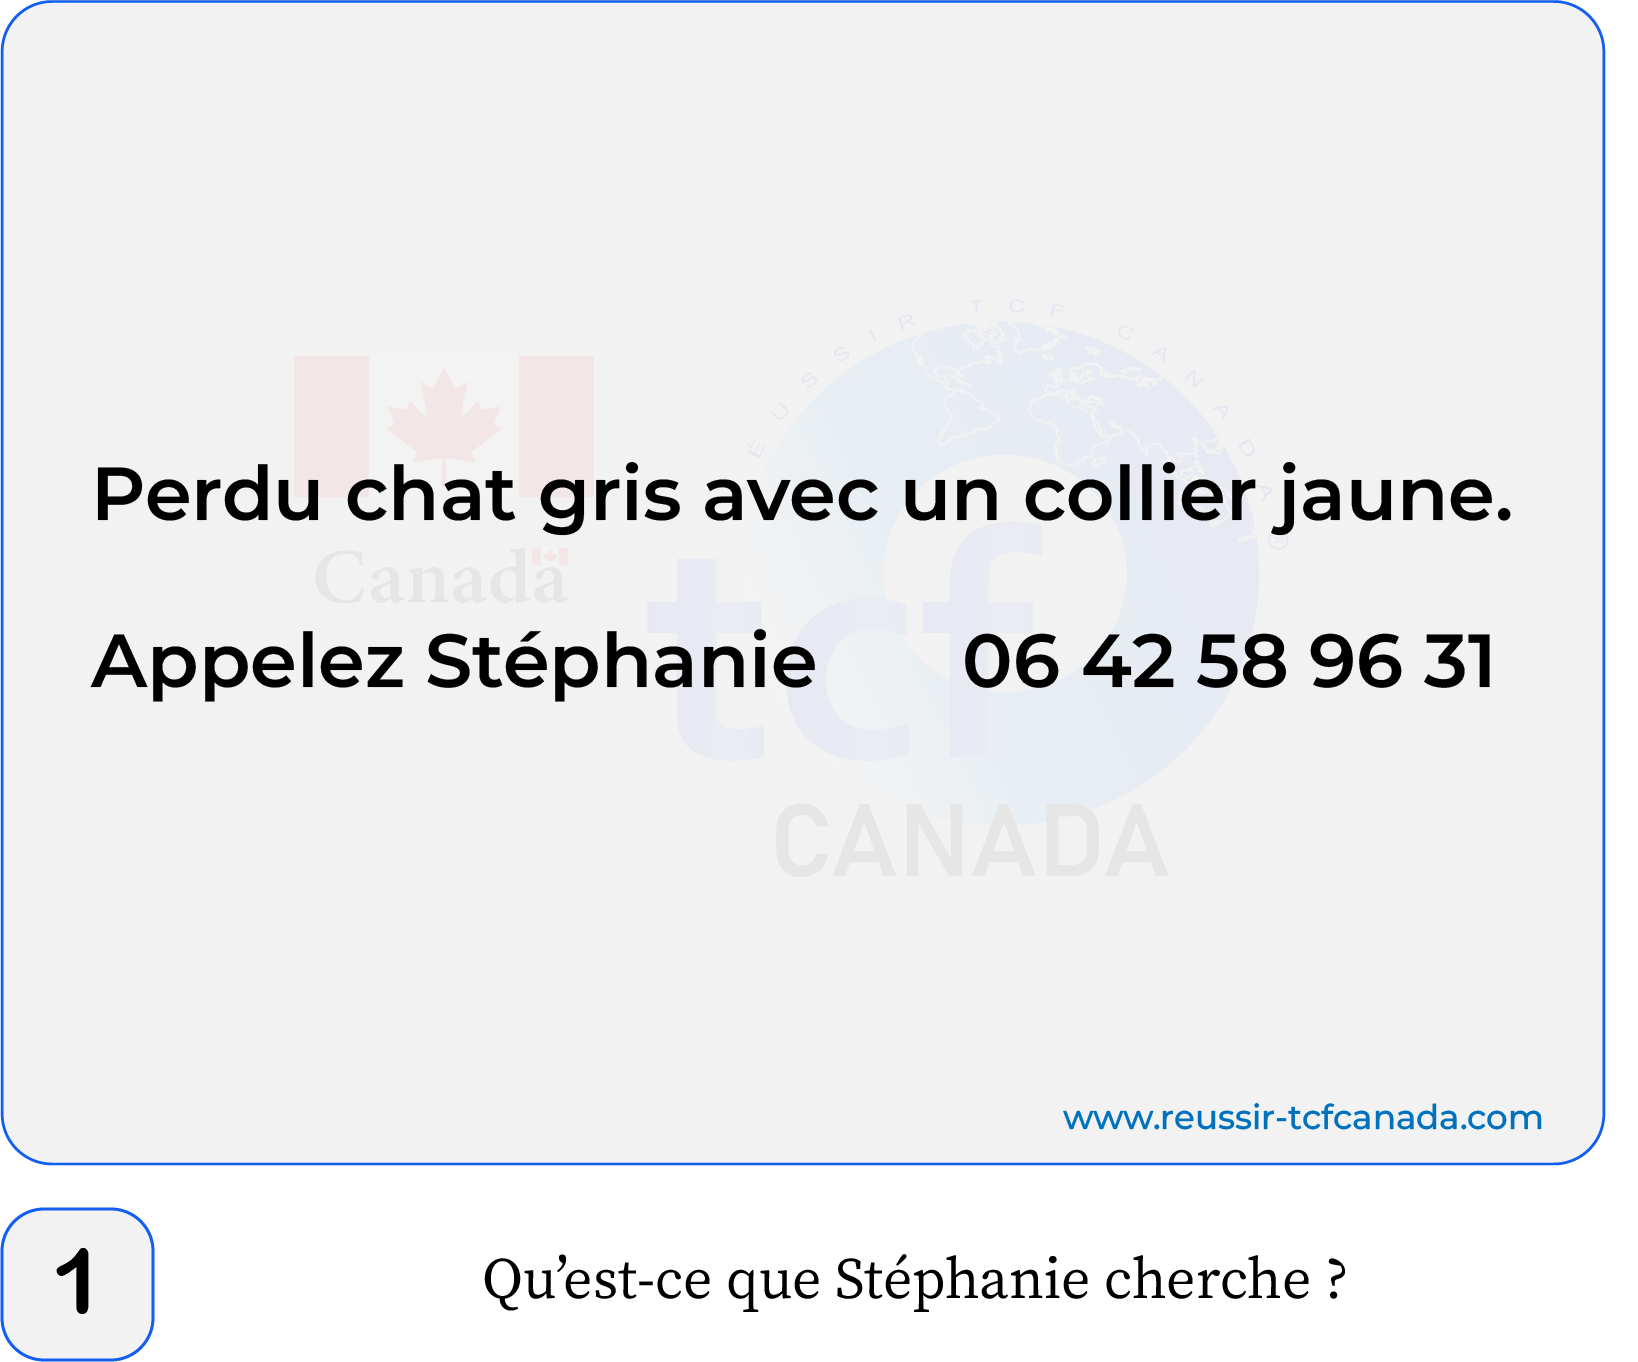 RÉUSSIR TCF CANADA ®
Perdu chat gris avec un collier jaune.
Canada
Appelez Stéphanie 06 42 58 96 31
tcf
CANADA
www.reussir-tcfcanada.com
1
Qu’est-ce que Stéphanie cherche ?